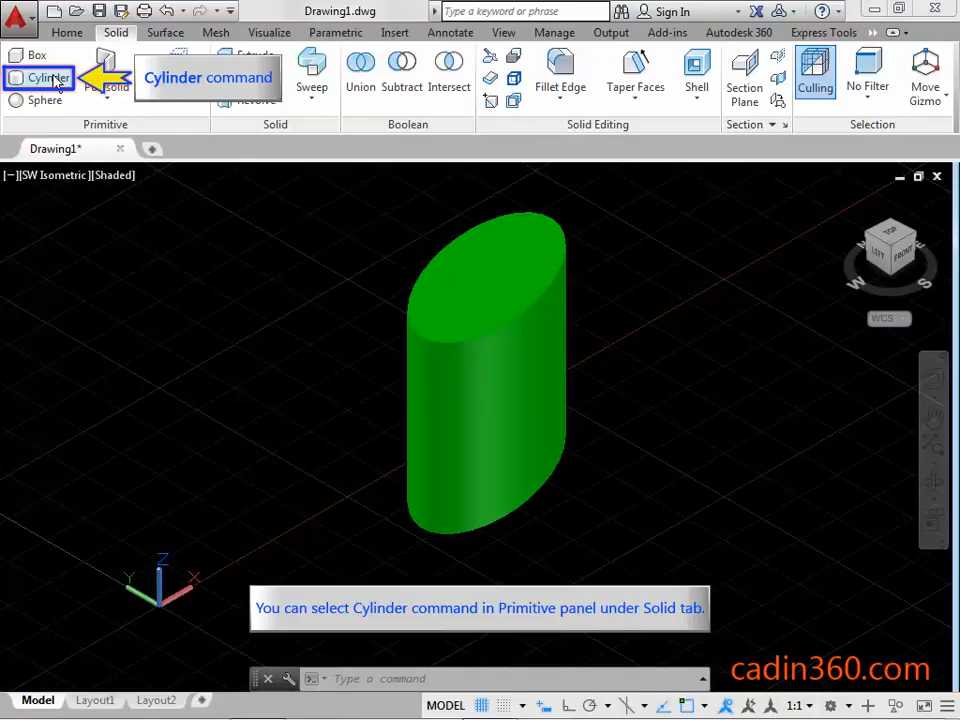 Drawing1.dwg
Type a keyword or phrase
Sign In
Home Solid Surface Mesh Visualize Parametric Insert Annotate View Manage Output Add-ins Autodesk 360 Express Tools
Box
Cylinder
Sphere
Cylinder command
Sweep
Union Subtract Intersect
Fillet Edge
Taper Faces
Shell
Section
Plane
Culling
No Filter
Move
Gizmo
Primitive Solid Boolean Solid Editing Section Selection
Drawing1*
[−][SW Isometric][Shaded]
TOP
LEFT
FRONT
W
S
WCS
Z
Y
X
You can select Cylinder command in Primitive panel under Solid tab.
Type a command
cadin360.com
Model Layout1 Layout2
MODEL
1:1